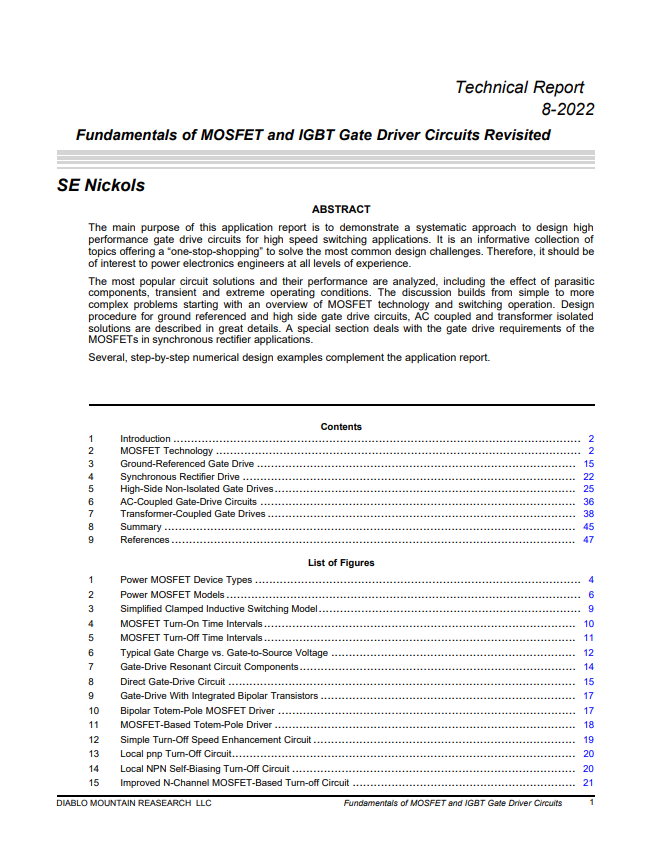 Technical Report
8-2022
Fundamentals of MOSFET and IGBT Gate Driver Circuits Revisited
SE Nickols
ABSTRACT
The main purpose of this application report is to demonstrate a systematic approach to design high
performance gate drive circuits for high speed switching applications. It is an informative collection of
topics offering a “one-stop-shopping” to solve the most common design challenges. Therefore, it should be
of interest to power electronics engineers at all levels of experience.
The most popular circuit solutions and their performance are analyzed, including the effect of parasitic
components, transient and extreme operating conditions. The discussion builds from simple to more
complex problems starting with an overview of MOSFET technology and switching operation. Design
procedure for ground referenced and high side gate drive circuits, AC coupled and transformer isolated
solutions are described in great details. A special section deals with the gate drive requirements of the
MOSFETs in synchronous rectifier applications.
Several, step-by-step numerical design examples complement the application report.
Contents
1 Introduction ........ 2
2 MOSFET Technology ........ 2
3 Ground-Referenced Gate Drive ........ 15
4 Synchronous Rectifier Drive ........ 22
5 High-Side Non-Isolated Gate Drives ........ 25
6 AC-Coupled Gate-Drive Circuits ........ 36
7 Transformer-Coupled Gate Drives ........ 38
8 Summary ........ 45
9 References ........ 47
List of Figures
1 Power MOSFET Device Types ........ 4
2 Power MOSFET Models ........ 6
3 Simplified Clamped Inductive Switching Model ........ 9
4 MOSFET Turn-On Time Intervals ........ 10
5 MOSFET Turn-Off Time Intervals ........ 11
6 Typical Gate Charge vs. Gate-to-Source Voltage ........ 12
7 Gate-Drive Resonant Circuit Components ........ 14
8 Direct Gate-Drive Circuit ........ 15
9 Gate-Drive With Integrated Bipolar Transistors ........ 17
10 Bipolar Totem-Pole MOSFET Driver ........ 17
11 MOSFET-Based Totem-Pole Driver ........ 18
12 Simple Turn-Off Speed Enhancement Circuit ........ 19
13 Local pnp Turn-Off Circuit ........ 20
14 Local NPN Self-Biasing Turn-Off Circuit ........ 20
15 Improved N-Channel MOSFET-Based Turn-off Circuit ........ 21
DIABLO MOUNTAIN REASEARCH LLC Fundamentals of MOSFET and IGBT Gate Driver Circuits 1